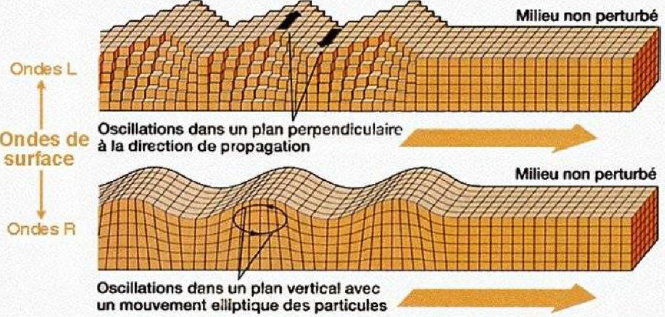 Milieu non perturbé
Ondes L
Oscillations dans un plan perpendiculaire
à la direction de propagation
Ondes de
surface
Milieu non perturbé
Ondes R
Oscillations dans un plan vertical avec
un mouvement elliptique des particules